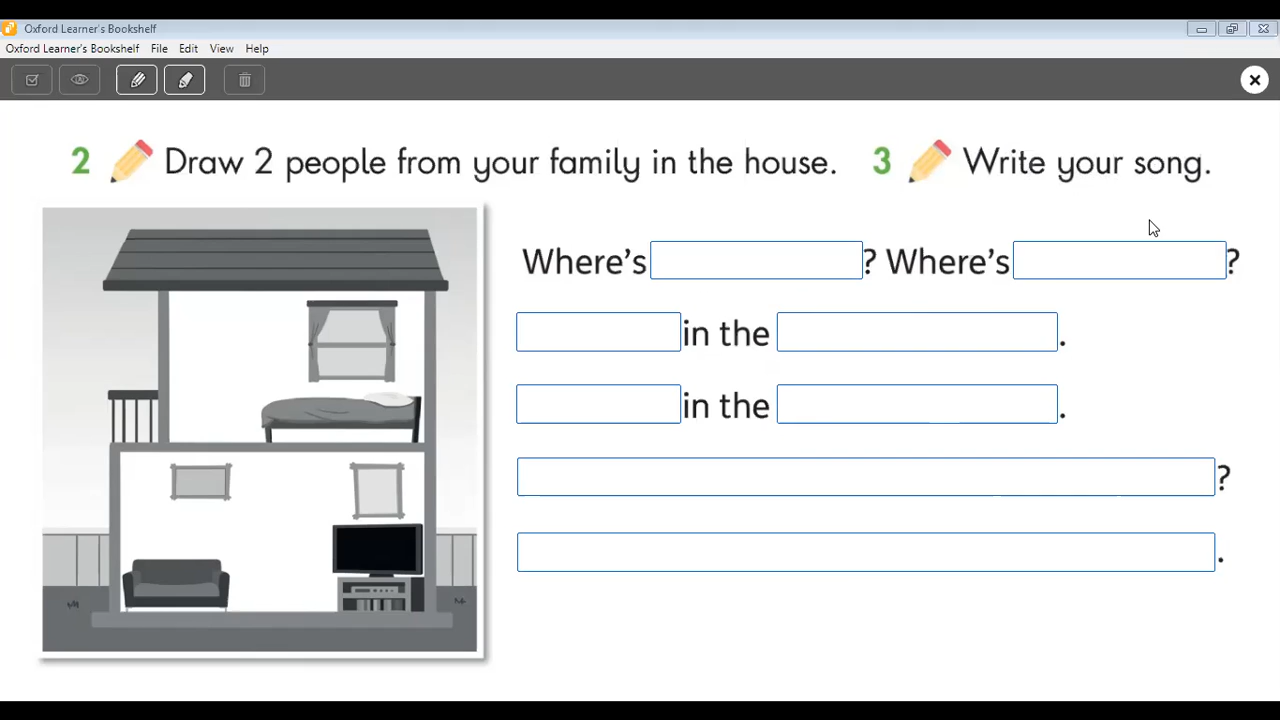 Oxford Learner's Bookshelf
Oxford Learner's Bookshelf File Edit View Help
2 Draw 2 people from your family in the house. 3 Write your song.
Where's ? Where's ?
in the .
in the .
?
.